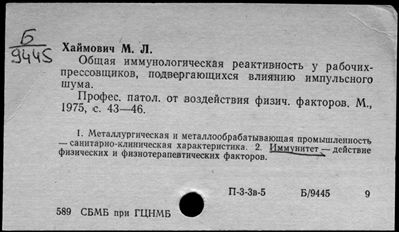 Б
9445
Хаймович М. Л.
Общая иммунологическая реактивность у рабочих-
прессовщиков, подвергающихся влиянию импульсного
шума.
Професс. патол. от воздействия физич. факторов. М.,
1975, с. 43—46.
1. Металлургическая и металлообрабатывающая промышленность
— санитарно-клиническая характеристика. 2. Иммунитет — действие
физических и физиотерапевтических факторов.
П-3-3в-5 Б/9445 9
589 СБМБ при ГЦНМБ